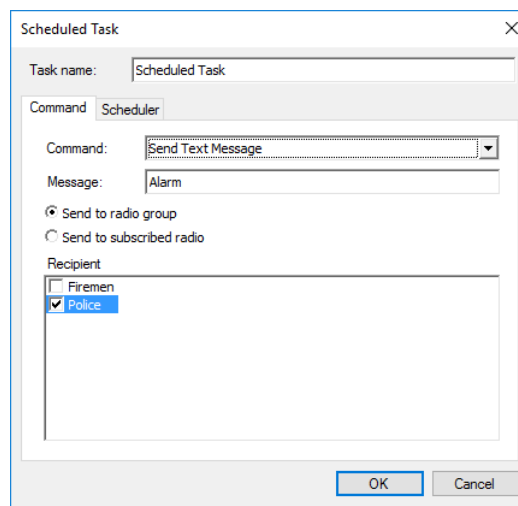 Scheduled Task
Task name: Scheduled Task
Command Scheduler
Command: Send Text Message
Message: Alarm
Send to radio group
Send to subscribed radio
Recipient
Firemen
Police
OK Cancel